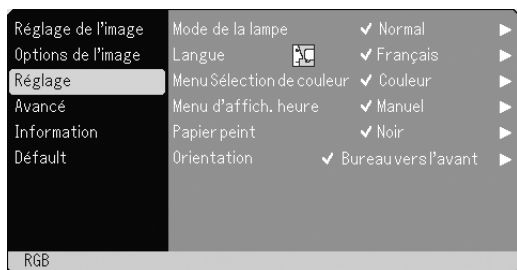 Réglage de l'image
Options de l'image
Réglage
Avancé
Information
Défault
Mode de la lampe ✓ Normal ▶
Langue ✓ Français ▶
Menu Sélection de couleur ✓ Couleur ▶
Menu d'affich. heure ✓ Manuel ▶
Papier peint ✓ Noir ▶
Orientation ✓ Bureau vers l'avant ▶
RGB